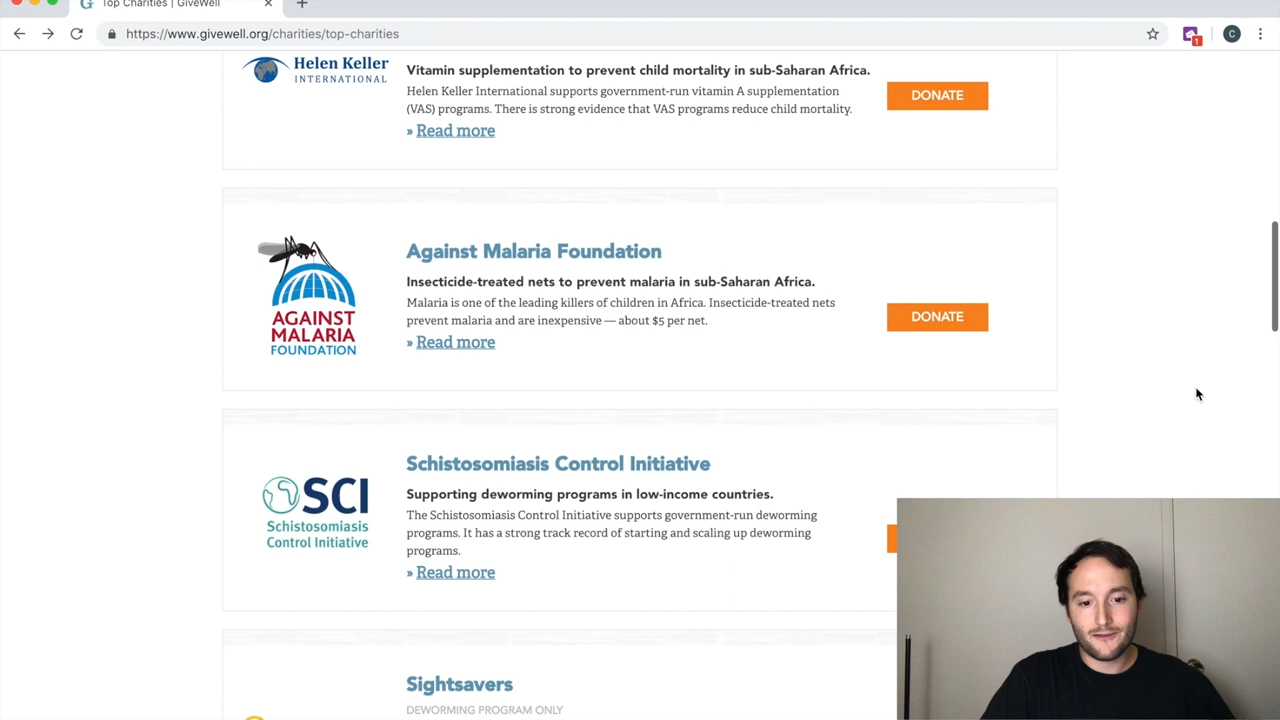 Top Charities | GiveWell
https://www.givewell.org/charities/top-charities
1
C
Helen Keller
INTERNATIONAL
Vitamin supplementation to prevent child mortality in sub-Saharan Africa.
Helen Keller International supports government-run vitamin A supplementation
(VAS) programs. There is strong evidence that VAS programs reduce child mortality.
» Read more
DONATE
AGAINST
MALARIA
FOUNDATION
Against Malaria Foundation
Insecticide-treated nets to prevent malaria in sub-Saharan Africa.
Malaria is one of the leading killers of children in Africa. Insecticide-treated nets
prevent malaria and are inexpensive — about $5 per net.
» Read more
DONATE
SCI
Schistosomiasis
Control Initiative
Schistosomiasis Control Initiative
Supporting deworming programs in low-income countries.
The Schistosomiasis Control Initiative supports government-run deworming
programs. It has a strong track record of starting and scaling up deworming
programs.
» Read more
Sightsavers
DEWORMING PROGRAM ONLY